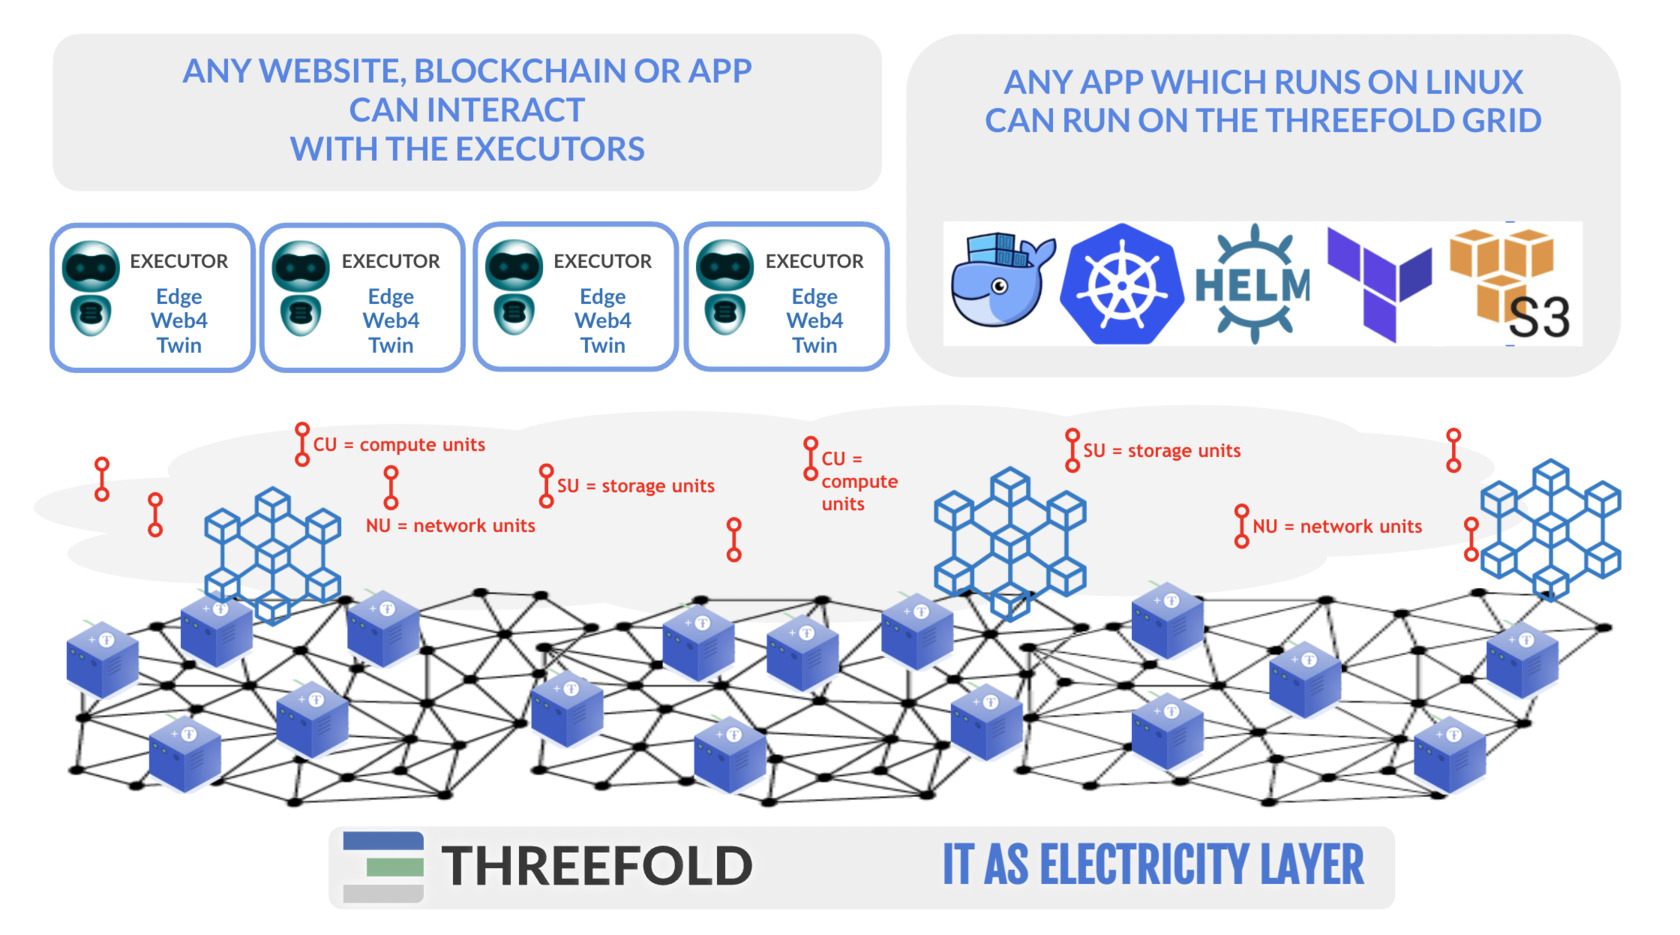 ANY WEBSITE, BLOCKCHAIN OR APP
CAN INTERACT
WITH THE EXECUTORS
ANY APP WHICH RUNS ON LINUX
CAN RUN ON THE THREEFOLD GRID
EXECUTOR
Edge
Web4
Twin
EXECUTOR
Edge
Web4
Twin
EXECUTOR
Edge
Web4
Twin
EXECUTOR
Edge
Web4
Twin
HELM
S3
CU = compute units
NU = network units
SU = storage units
CU =
compute
units
SU = storage units
NU = network units
THREEFOLD
IT AS ELECTRICITY LAYER